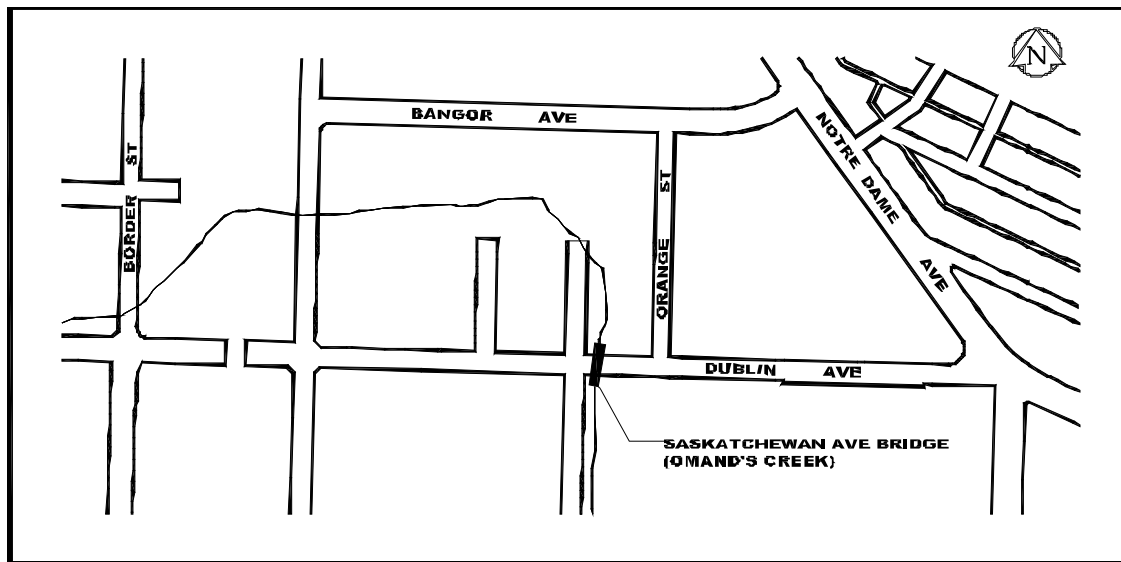 N
BANGOR AVE
NOTRE DAME AVE
BORDER ST
ORANGE ST
DUBLIN AVE
SASKATCHEWAN AVE BRIDGE
(OMAND'S CREEK)